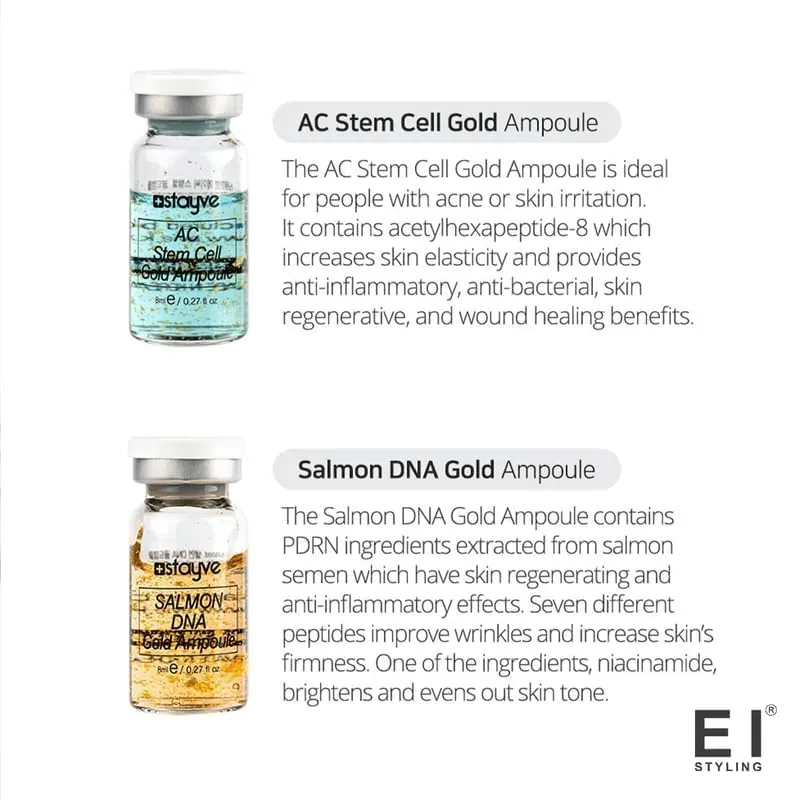 AC Stem Cell Gold Ampoule
stayve
AC
Stem Cell
Gold Ampoule
8ml e / 0.27 fl oz
The AC Stem Cell Gold Ampoule is ideal
for people with acne or skin irritation.
It contains acetylhexapeptide-8 which
increases skin elasticity and provides
anti-inflammatory, anti-bacterial, skin
regenerative, and wound healing benefits.
Salmon DNA Gold Ampoule
stayve
SALMON
DNA
Gold Ampoule
8ml e / 0.27 fl oz
The Salmon DNA Gold Ampoule contains
PDRN ingredients extracted from salmon
semen which have skin regenerating and
anti-inflammatory effects. Seven different
peptides improve wrinkles and increase skin's
firmness. One of the ingredients, niacinamide,
brightens and evens out skin tone.
EI®
STYLING